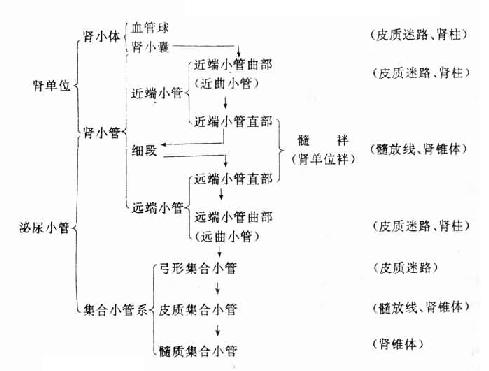 肾小体 血管球 (皮质迷路、肾柱)
肾小囊
近端小管曲部 (皮质迷路、肾柱)
肾单位 近端小管 (近曲小管)
肾小管 近端小管直部 髓 袢
细段 (肾单位袢) (髓放线、肾锥体)
远端小管直部
远端小管
泌尿小管 远端小管曲部 (皮质迷路、肾柱)
(远曲小管)
弓形集合小管 (皮质迷路)
集合小管系 皮质集合小管 (髓放线、肾锥体)
髓质集合小管 (肾锥体)